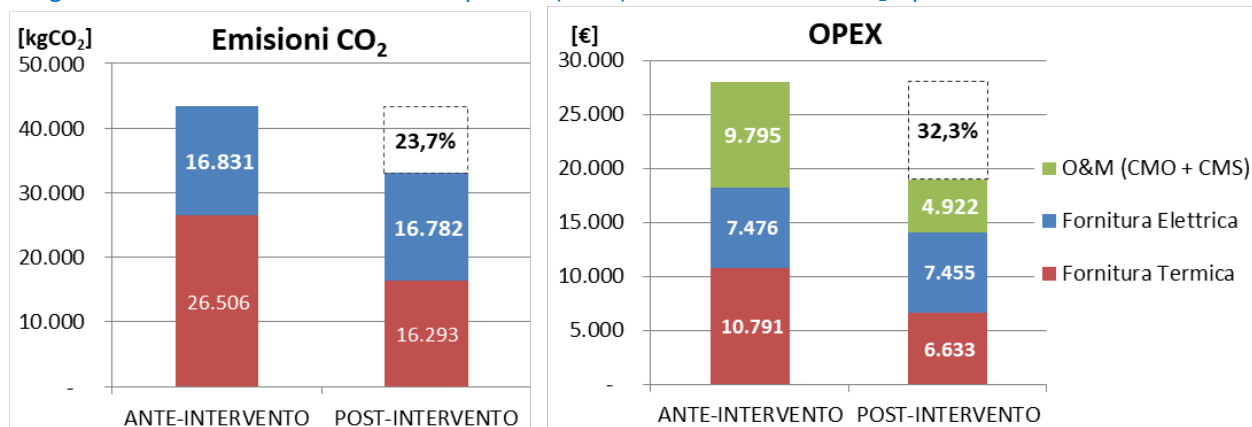 [kgCO₂]
Emisioni CO₂
50.000
40.000
30.000
20.000
10.000
-
16.831
26.506
23,7%
16.782
16.293
ANTE-INTERVENTO
POST-INTERVENTO
[€]
OPEX
30.000
25.000
20.000
15.000
10.000
5.000
-
9.795
7.476
10.791
32,3%
4.922
7.455
6.633
ANTE-INTERVENTO
POST-INTERVENTO
O&M (CMO + CMS)
Fornitura Elettrica
Fornitura Termica